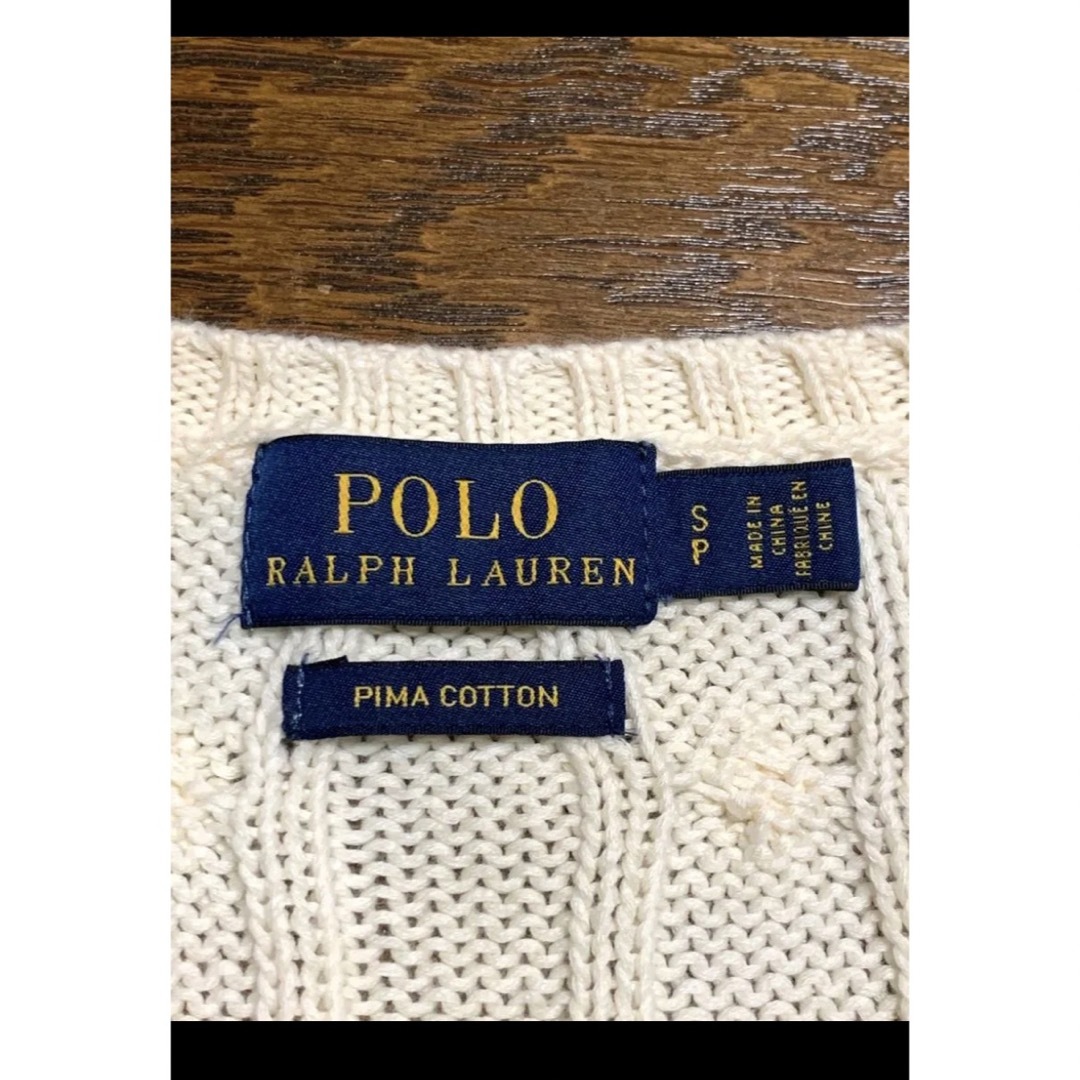 POLO
RALPH LAUREN
S
P
MADE IN
CHINA
FABRIQUÉ EN
CHINE
PIMA COTTON